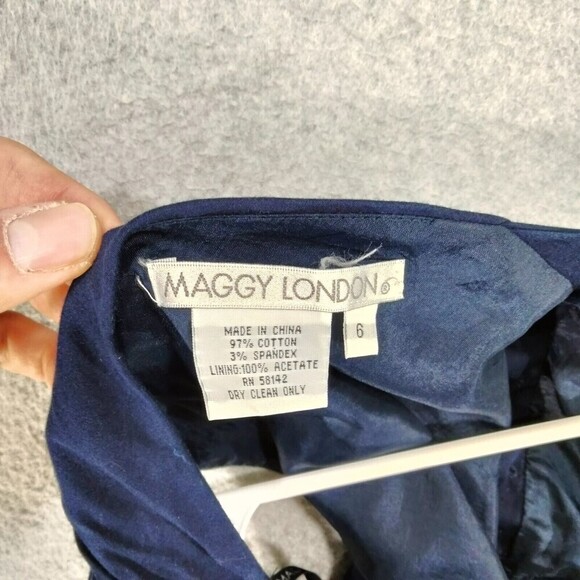 MAGGY LONDON®
6
MADE IN CHINA
97% COTTON
3% SPANDEX
LINING:100% ACETATE
RN 58142
DRY CLEAN ONLY